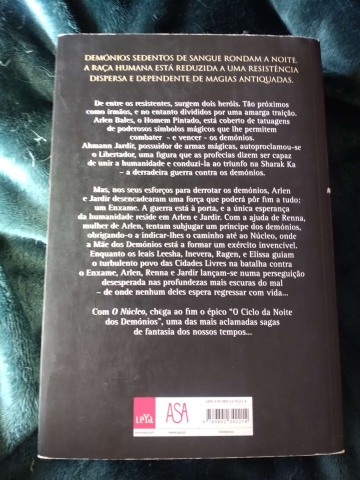 DEMÓNIOS SEDENTOS DE SANGUE RONDAM A NOITE.
A RAÇA HUMANA ESTÁ REDUZIDA A UMA RESISTÊNCIA
DISPERSA E DEPENDENTE DE MAGIAS ANTIQUADAS.
De entre os resistentes, surgem dois heróis. Tão próximos
como irmãos, e no entanto divididos por uma amarga traição.
Arlen Bales, o Homem Pintado, está coberto de tatuagens
de poderosos símbolos mágicos que lhe permitem
combater – e vencer – os demónios.
Ahmann Jardir, possuidor de armas mágicas, autoproclamou-se
o Libertador, uma figura que as profecias dizem ser capaz
de unir a humanidade e conduzi-la ao triunfo na Sharak Ka
– a derradeira guerra contra os demónios.
Mas, nos seus esforços para derrotar os demónios, Arlen
e Jardir desencadearam uma força que poderá pôr fim a tudo:
um Enxame. A guerra está à porta, e a única esperança
da humanidade reside em Arlen e Jardir. Com a ajuda de Renna,
mulher de Arlen, tentam subjugar um príncipe dos demónios,
obrigando-o a indicar-lhes o caminho até ao Núcleo, onde
a Mãe dos Demónios está a formar um exército invencível.
Enquanto os leais Leesha, Inevera, Ragen, e Elissa guiam
o turbulento povo das Cidades Livres na batalha contra
o Enxame, Arlen, Renna e Jardir lançam-se numa perseguição
desesperada nas profundezas mais escuras do mal
– de onde nenhum deles espera regressar com vida...
Com O Núcleo, chega ao fim o épico "O Ciclo da Noite
dos Demónios", uma das mais aclamadas sagas
de fantasia dos nossos tempos...
LEYA
ASA